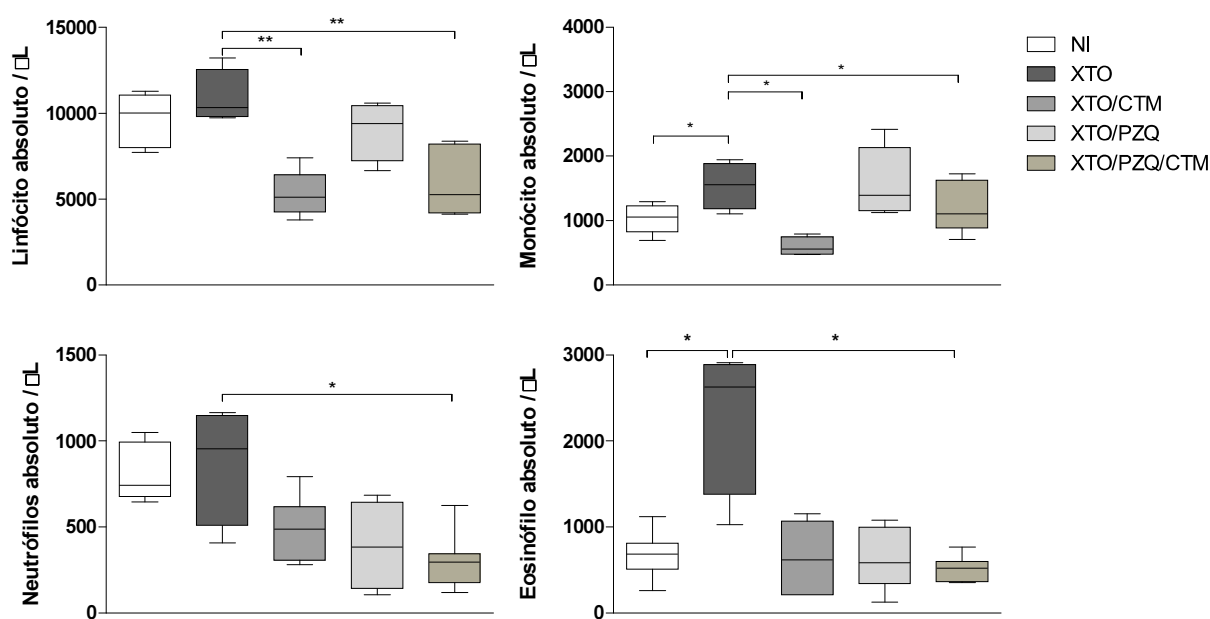 Linfócito absoluto / □L
15000
10000
5000
0
**
**
Monócito absoluto / □L
4000
3000
2000
1000
0
*
*
*
NI
XTO
XTO/CTM
XTO/PZQ
XTO/PZQ/CTM
Neutrófilos absoluto / □L
1500
1000
500
0
*
Eosinófilo absoluto / □L
3000
2000
1000
0
*
*